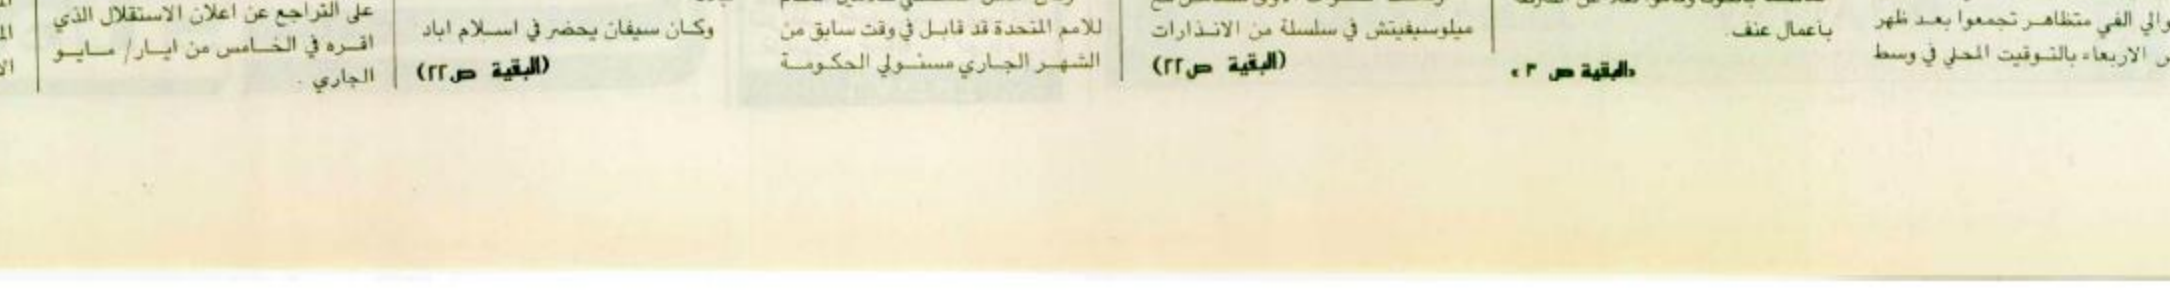 والي الفي متظاهر تجمعوا بعد ظهر
الاربعاء بالتوقيت المحلي في وسط
بأعمال عنف.
«البقية ص ٣»
ميلوسيفيتش في سلسلة من الانذارات
(البقية ص٢٢)
للامم المتحدة قد قابل في وقت سابق من
الشهر الجاري مسئولي الحكومة
وكان سيفان يحضر في اسلام اباد
(البقية ص٢٢)
على التراجع عن اعلان الاستقلال الذي
اقره في الخامس من ايار/ مايو
الجاري.